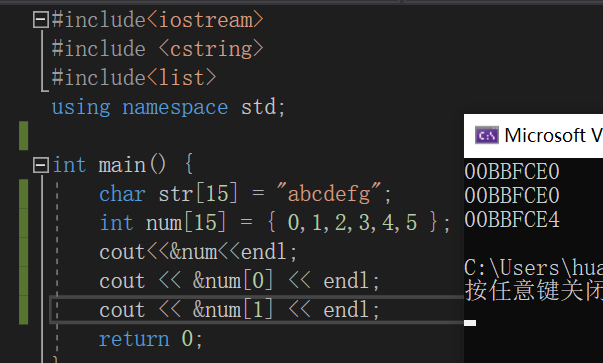 #include<iostream>
#include <cstring>
#include<list>
using namespace std;
int main() {
char str[15] = "abcdefg";
int num[15] = { 0,1,2,3,4,5 };
cout<<&num<<endl;
cout << &num[0] << endl;
cout << &num[1] << endl;
return 0;
}
Microsoft V
00BBFCE0
00BBFCE0
00BBFCE4
C:\Users\hua
按任意键关闭